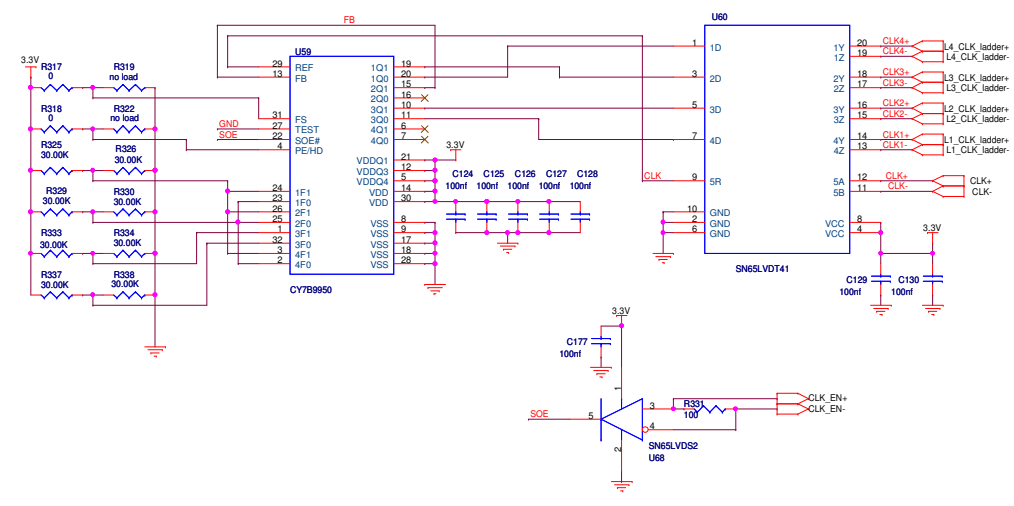 FB
U60
3.3V
R317
0
R319
no load
R318
0
R322
no load
R325
30.00K
R326
30.00K
R329
30.00K
R330
30.00K
R333
30.00K
R334
30.00K
R337
30.00K
R338
30.00K
GND
SOE
U59
29 REF 1Q1 19
13 FB 1Q0 20
2Q1 15
2Q0 16
3Q1 10
31 FS 3Q0 11
27 TEST 4Q1 6
22 SOE# 4Q0 7
4 PE/HD
VDDQ1 21
VDDQ3 12
VDDQ4 5
24 1F1 VDD 14
23 1F0 VDD 30
26 2F1
25 2F0 VSS 8
1 3F1 VSS 9
32 3F0 VSS 17
3 4F1 VSS 18
2 4F0 VSS 28
CY7B9950
3.3V
C124 C125 C126 C127 C128
100nf 100nf 100nf 100nf 100nf
CLK
1 1D 1Y 20 CLK4+ L4_CLK_ladder+
1Z 19 CLK4- L4_CLK_ladder-
3 2D 2Y 18 CLK3+ L3_CLK_ladder+
2Z 17 CLK3- L3_CLK_ladder-
5 3D 3Y 16 CLK2+ L2_CLK_ladder+
3Z 15 CLK2- L2_CLK_ladder-
7 4D 4Y 14 CLK1+ L1_CLK_ladder+
4Z 13 CLK1- L1_CLK_ladder-
9 5R 5A 12 CLK+ CLK+
5B 11 CLK- CLK-
10 GND
2 GND VCC 8
6 GND VCC 4
3.3V
SN65LVDT41
C129 C130
100nf 100nf
3.3V
C177
100nf
1
SOE 5
3 R331
100
4
2
CLK_EN+
CLK_EN-
SN65LVDS2
U68